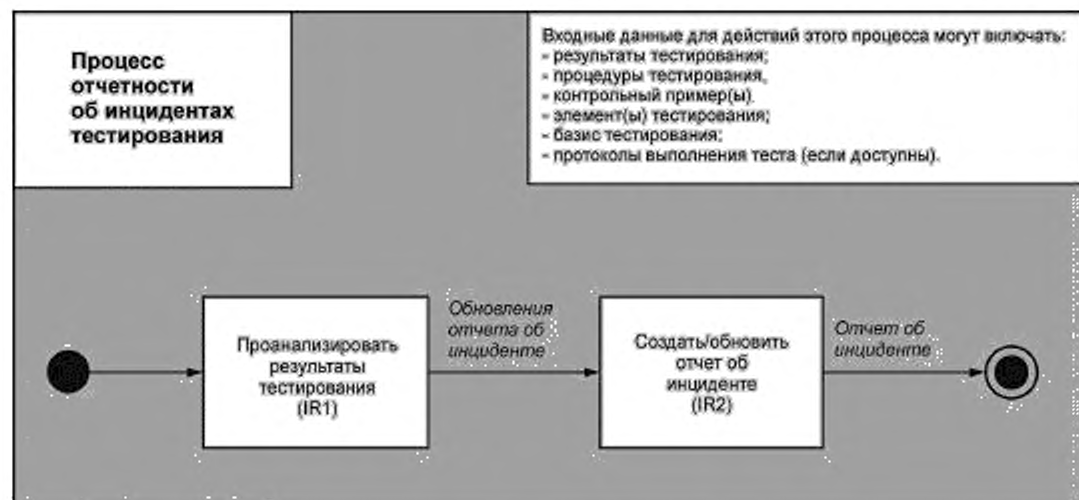 Процесс
отчетности
об инцидентах
тестирования
Входные данные для действий этого процесса могут включать:
- результаты тестирования;
- процедуры тестирования,
- контрольный пример(ы).
- элемент(ы) тестирования;
- базис тестирования;
- протоколы выполнения теста (если доступны).
Проанализировать
результаты
тестирования
(IR1)
Обновления
отчета об
инциденте
Создать/обновить
отчет об
инциденте
(IR2)
Отчет об
инциденте